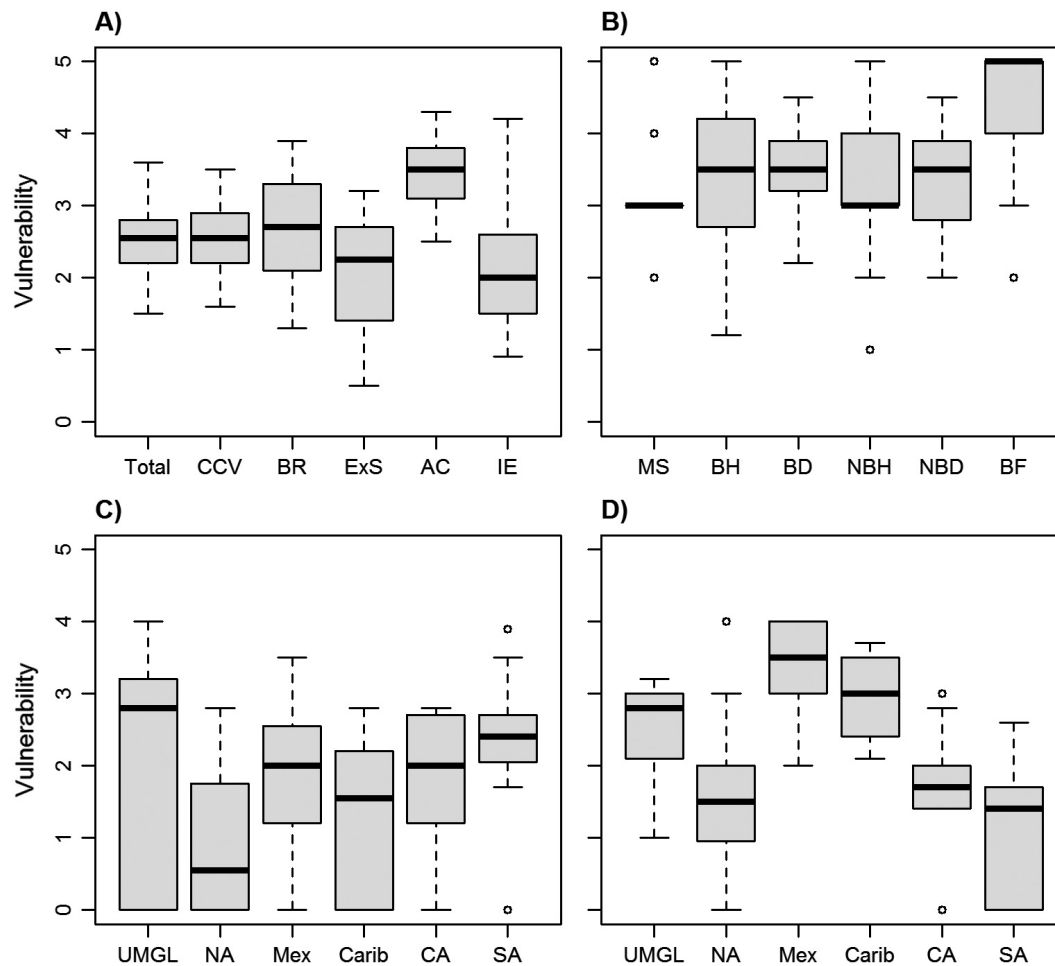 A)
B)
Vulnerability
0 1 2 3 4 5
Total CCV BR ExS AC IE
MS BH BD NBH NBD BF
C)
D)
Vulnerability
0 1 2 3 4 5
UMGL NA Mex Carib CA SA
UMGL NA Mex Carib CA SA